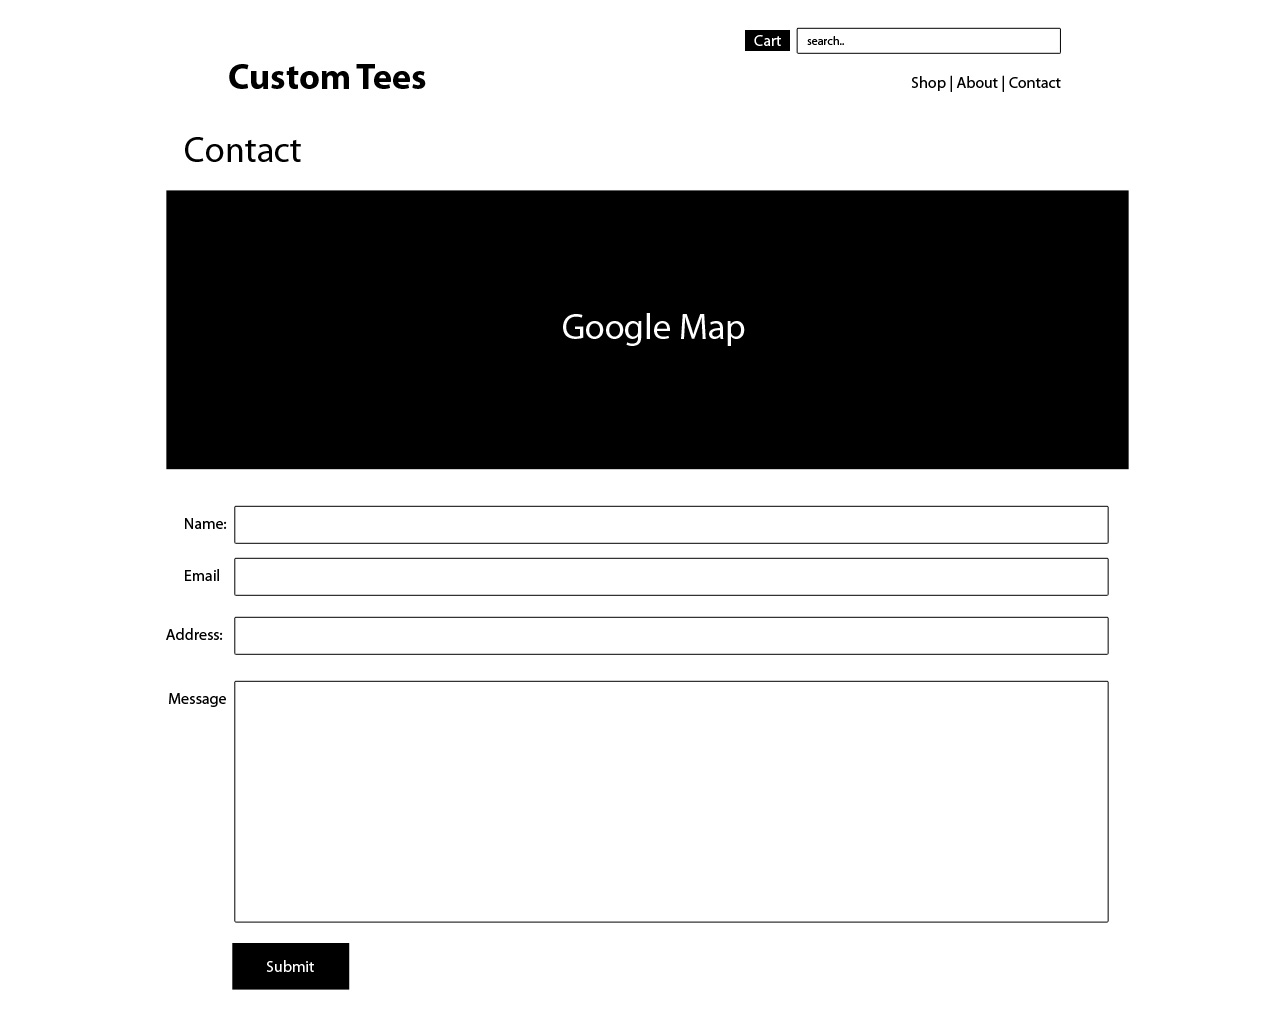 Cart
search..
Custom Tees
Shop | About | Contact
Contact
Google Map
Name:
Email
Address:
Message
Submit